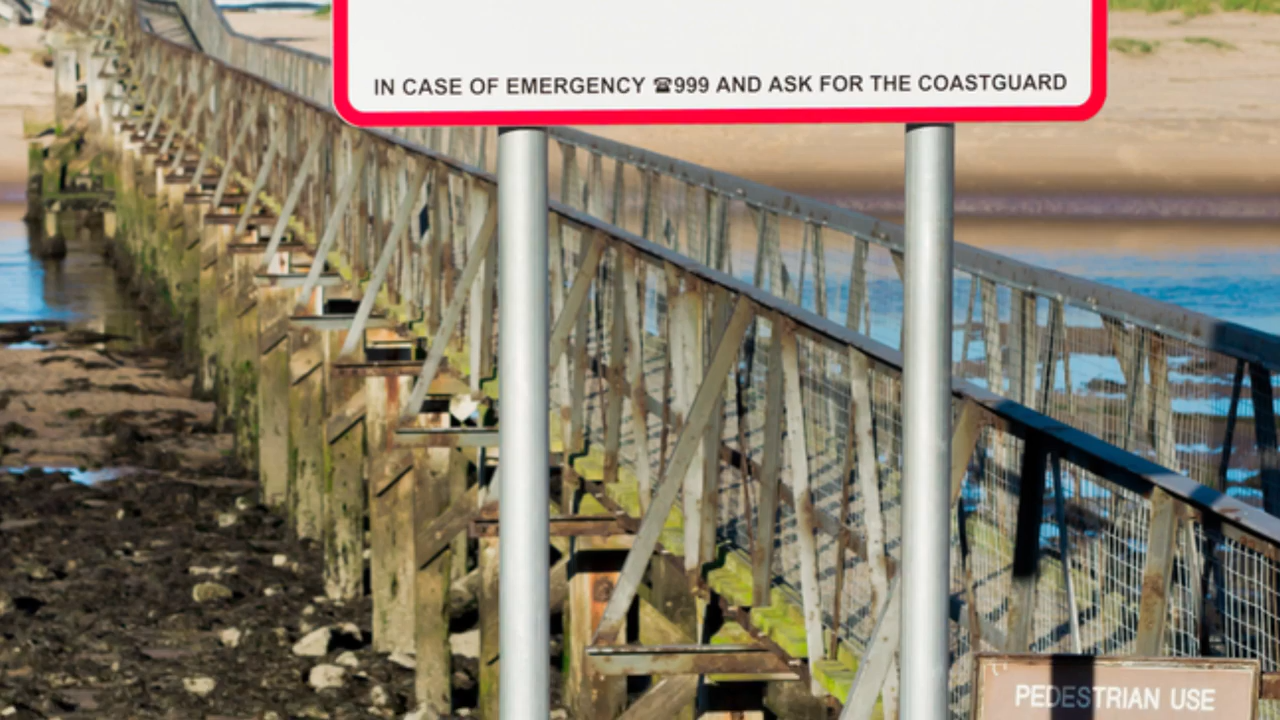 IN CASE OF EMERGENCY ☎999 AND ASK FOR THE COASTGUARD
PEDESTRIAN USE